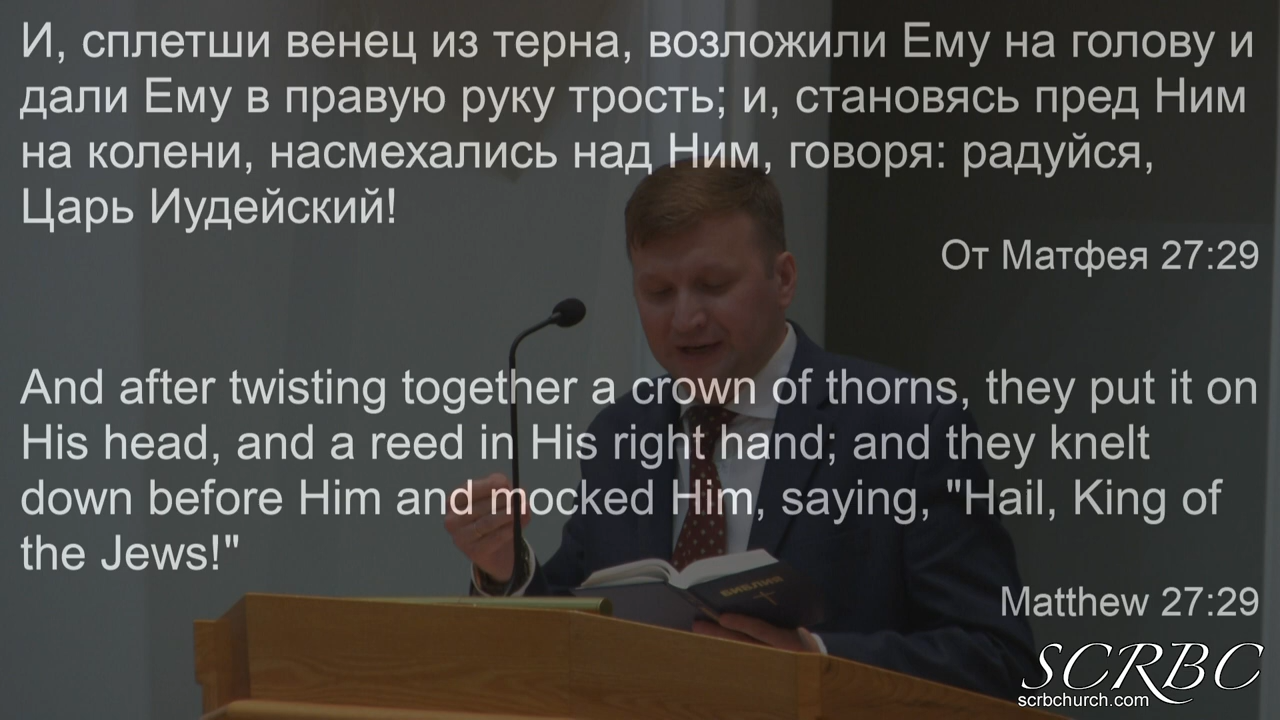 И, сплетши венец из терна, возложили Ему на голову и
дали Ему в правую руку трость; и, становясь пред Ним
на колени, насмехались над Ним, говоря: радуйся,
Царь Иудейский!
От Матфея 27:29
And after twisting together a crown of thorns, they put it on
His head, and a reed in His right hand; and they knelt
down before Him and mocked Him, saying, "Hail, King of
the Jews!"
Matthew 27:29
БИБЛИЯ
SCRBC
scrbchurch.com